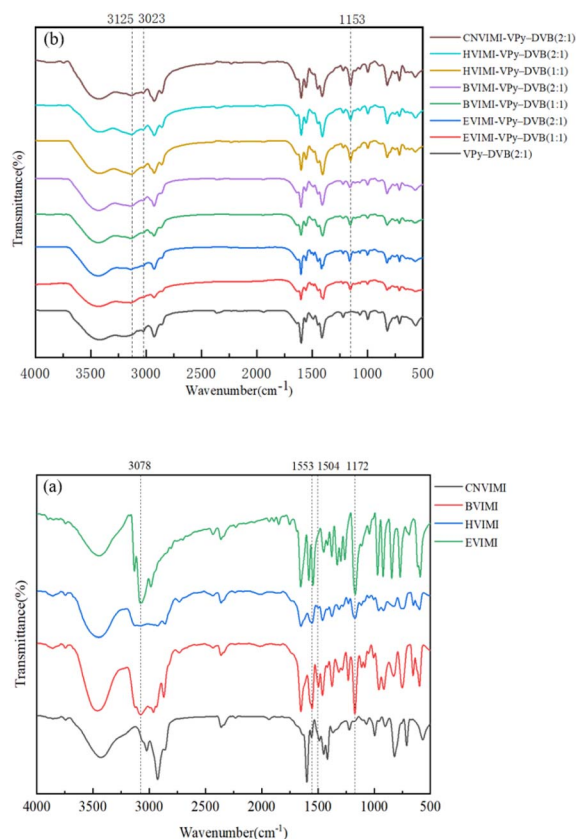 3125 3023 1153
(b)
CNVIMI-VPy–DVB(2:1)
HVIMI-VPy–DVB(2:1)
HVIMI-VPy–DVB(1:1)
BVIMI-VPy–DVB(2:1)
BVIMI-VPy–DVB(1:1)
EVIMI-VPy–DVB(2:1)
EVIMI-VPy–DVB(1:1)
VPy–DVB(2:1)
Transmittance(%)
4000 3500 3000 2500 2000 1500 1000 500
Wavenumber(cm-1)
3078 1553 1504 1172
(a)
CNVIMI
BVIMI
HVIMI
EVIMI
Transmittance(%)
4000 3500 3000 2500 2000 1500 1000 500
Wavenumber(cm-1)